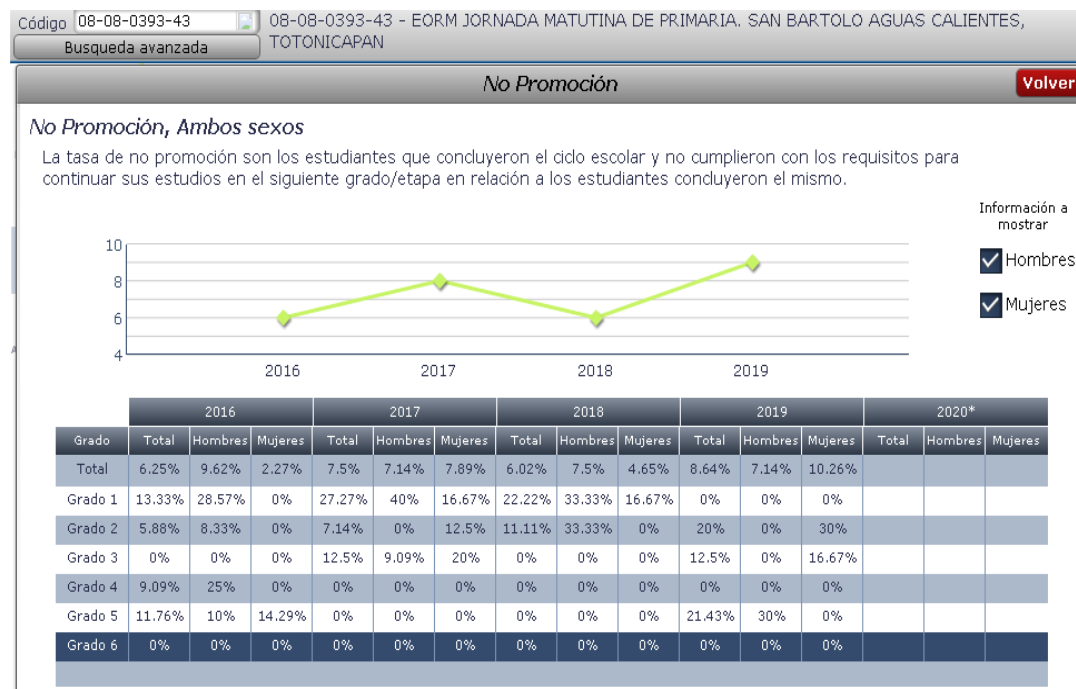 Código 08-08-0393-43
08-08-0393-43 - EORM JORNADA MATUTINA DE PRIMARIA. SAN BARTOLO AGUAS CALIENTES,
Busqueda avanzada
TOTONICAPAN
No Promoción
Volver
No Promoción, Ambos sexos
La tasa de no promoción son los estudiantes que concluyeron el ciclo escolar y no cumplieron con los requisitos para
continuar sus estudios en el siguiente grado/etapa en relación a los estudiantes concluyeron el mismo.
Información a
mostrar
Hombres
Mujeres
10
8
6
4
2016 2017 2018 2019
2016 2017 2018 2019 2020*
Grado Total Hombres Mujeres Total Hombres Mujeres Total Hombres Mujeres Total Hombres Mujeres Total Hombres Mujeres
Total 6.25% 9.62% 2.27% 7.5% 7.14% 7.89% 6.02% 7.5% 4.65% 8.64% 7.14% 10.26%
Grado 1 13.33% 28.57% 0% 27.27% 40% 16.67% 22.22% 33.33% 16.67% 0% 0% 0%
Grado 2 5.88% 8.33% 0% 7.14% 0% 12.5% 11.11% 33.33% 0% 20% 0% 30%
Grado 3 0% 0% 0% 12.5% 9.09% 20% 0% 0% 0% 12.5% 0% 16.67%
Grado 4 9.09% 25% 0% 0% 0% 0% 0% 0% 0% 0% 0% 0%
Grado 5 11.76% 10% 14.29% 0% 0% 0% 0% 0% 0% 21.43% 30% 0%
Grado 6 0% 0% 0% 0% 0% 0% 0% 0% 0% 0% 0% 0%